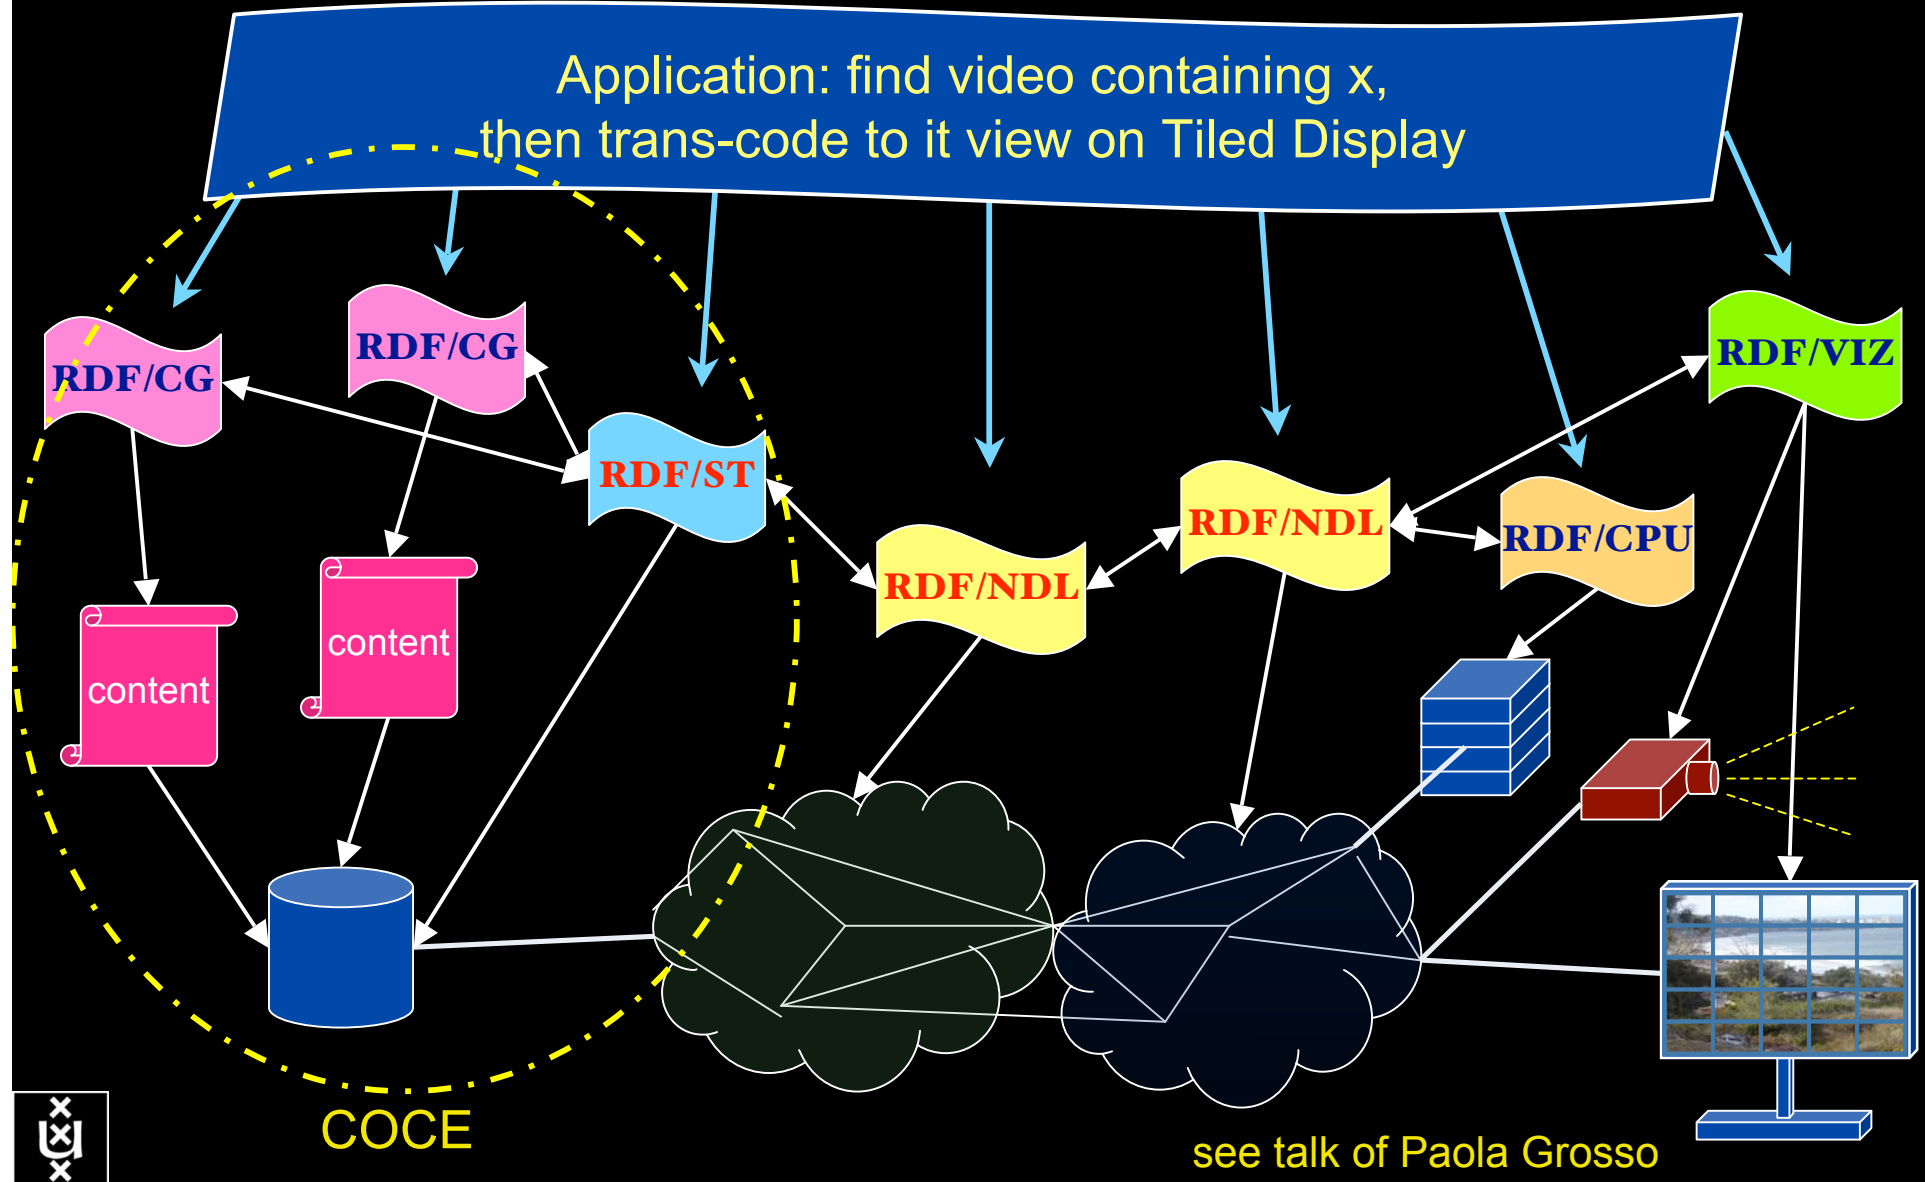 Application: find video containing x,
then trans-code to it view on Tiled Display
RDF/CG
RDF/CG
RDF/ST
RDF/NDL
RDF/NDL
RDF/CPU
RDF/VIZ
content
content
COCE
see talk of Paola Grosso